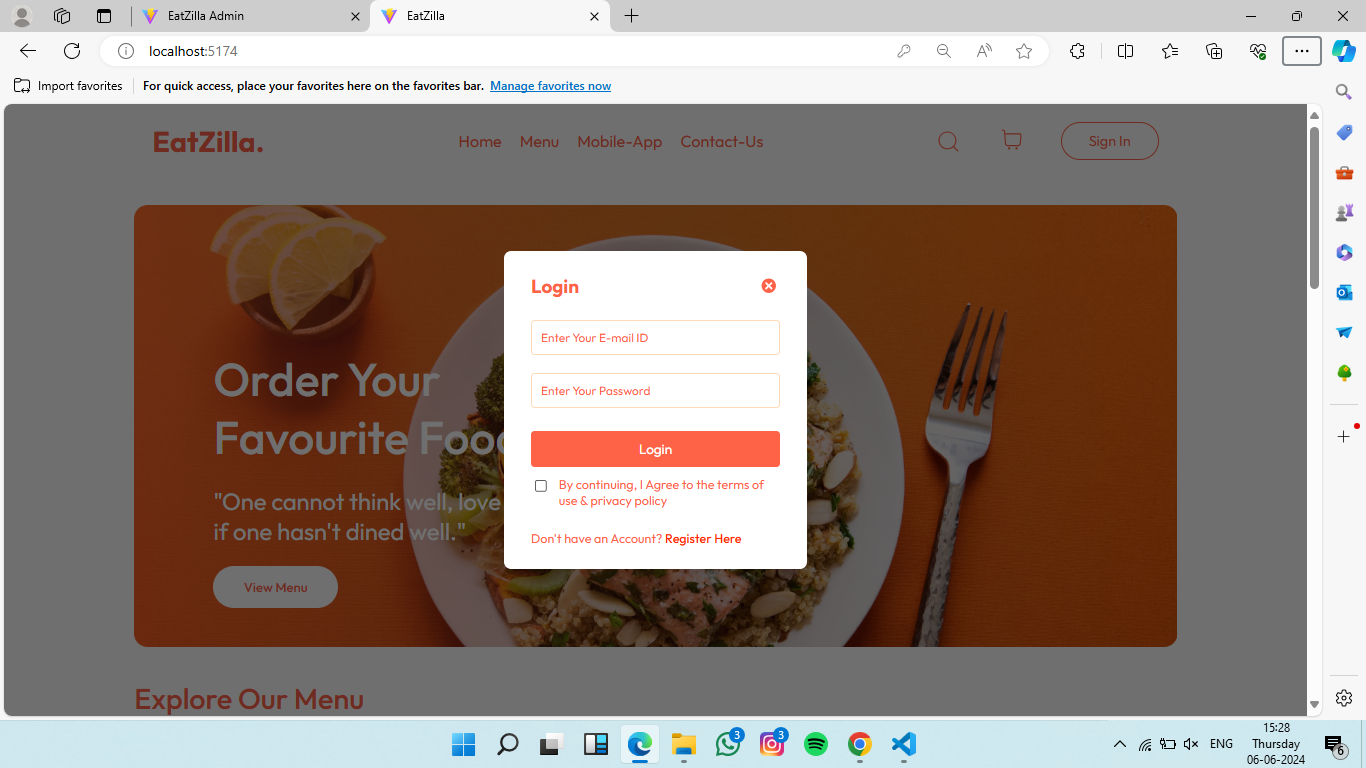 EatZilla Admin
EatZilla
localhost:5174
Import favorites
For quick access, place your favorites here on the favorites bar. Manage favorites now
EatZilla.
Home Menu Mobile-App Contact-Us
Sign In
Login
Enter Your E-mail ID
Enter Your Password
Login
By continuing, I Agree to the terms of
use & privacy policy
Don't have an Account? Register Here
Order Your
Favourite Food
"One cannot think well, love
if one hasn't dined well."
View Menu
Explore Our Menu
3
3
ENG
15:28
Thursday
06-06-2024
6